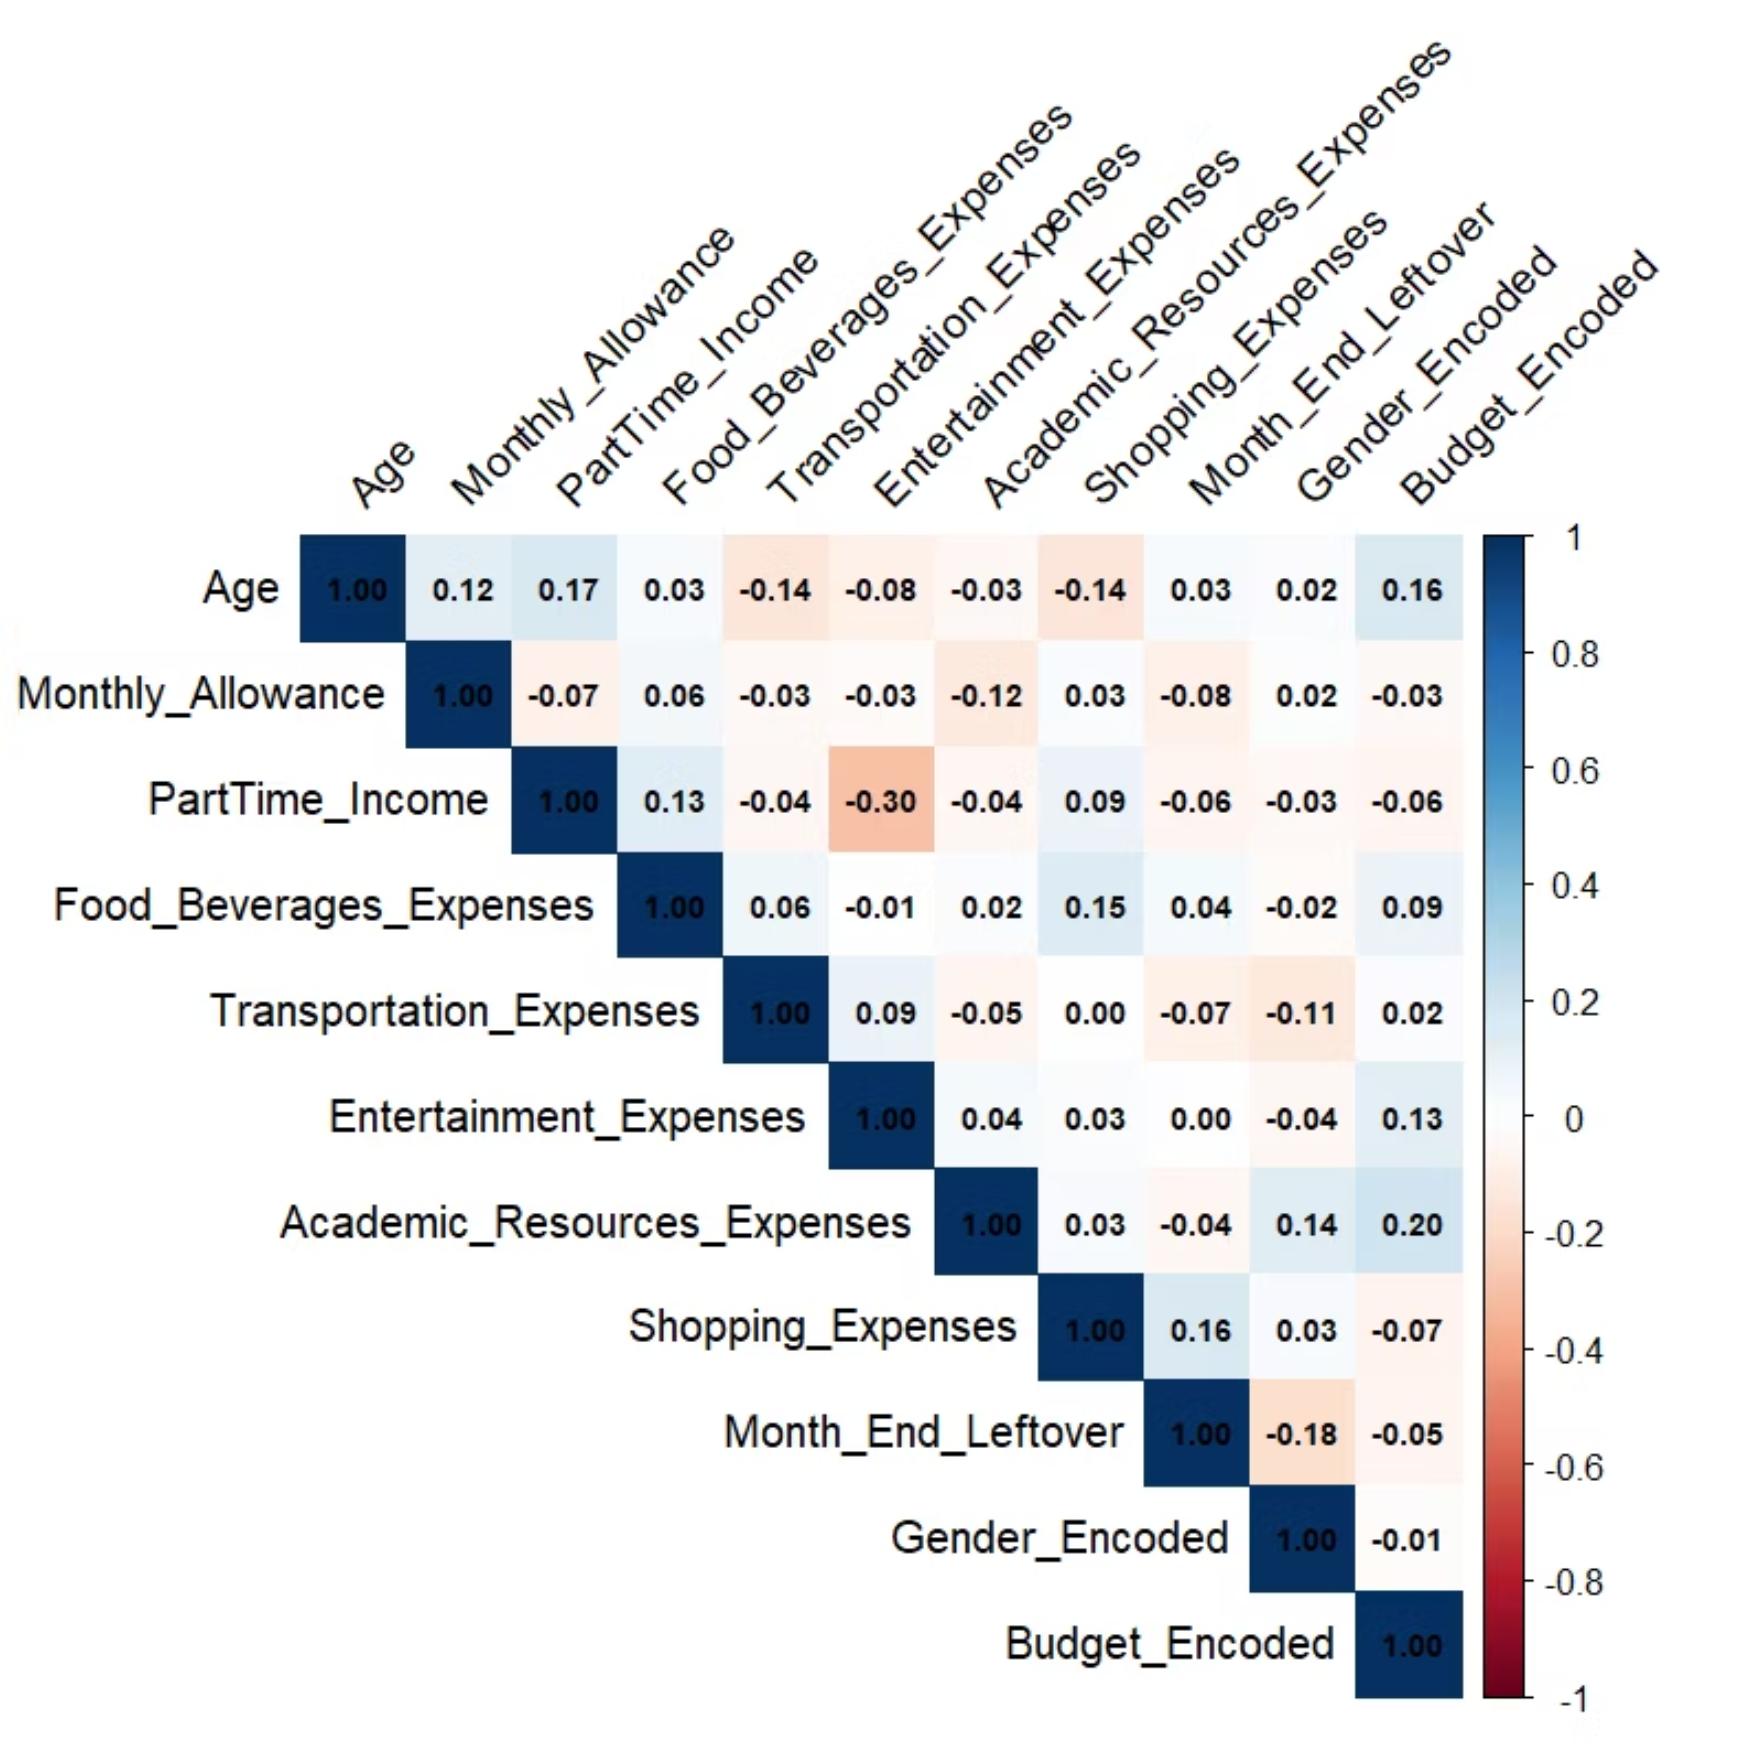 Age
Monthly_Allowance
PartTime_Income
Food_Beverages_Expenses
Transportation_Expenses
Entertainment_Expenses
Academic_Resources_Expenses
Shopping_Expenses
Month_End_Leftover
Gender_Encoded
Budget_Encoded
Age 1.00 0.12 0.17 0.03 -0.14 -0.08 -0.03 -0.14 0.03 0.02 0.16
Monthly_Allowance 1.00 -0.07 0.06 -0.03 -0.03 -0.12 0.03 -0.08 0.02 -0.03
PartTime_Income 1.00 0.13 -0.04 -0.30 -0.04 0.09 -0.06 -0.03 -0.06
Food_Beverages_Expenses 1.00 0.06 -0.01 0.02 0.15 0.04 -0.02 0.09
Transportation_Expenses 1.00 0.09 -0.05 0.00 -0.07 -0.11 0.02
Entertainment_Expenses 1.00 0.04 0.03 0.00 -0.04 0.13
Academic_Resources_Expenses 1.00 0.03 -0.04 0.14 0.20
Shopping_Expenses 1.00 0.16 0.03 -0.07
Month_End_Leftover 1.00 -0.18 -0.05
Gender_Encoded 1.00 -0.01
Budget_Encoded 1.00
1
0.8
0.6
0.4
0.2
0
-0.2
-0.4
-0.6
-0.8
-1